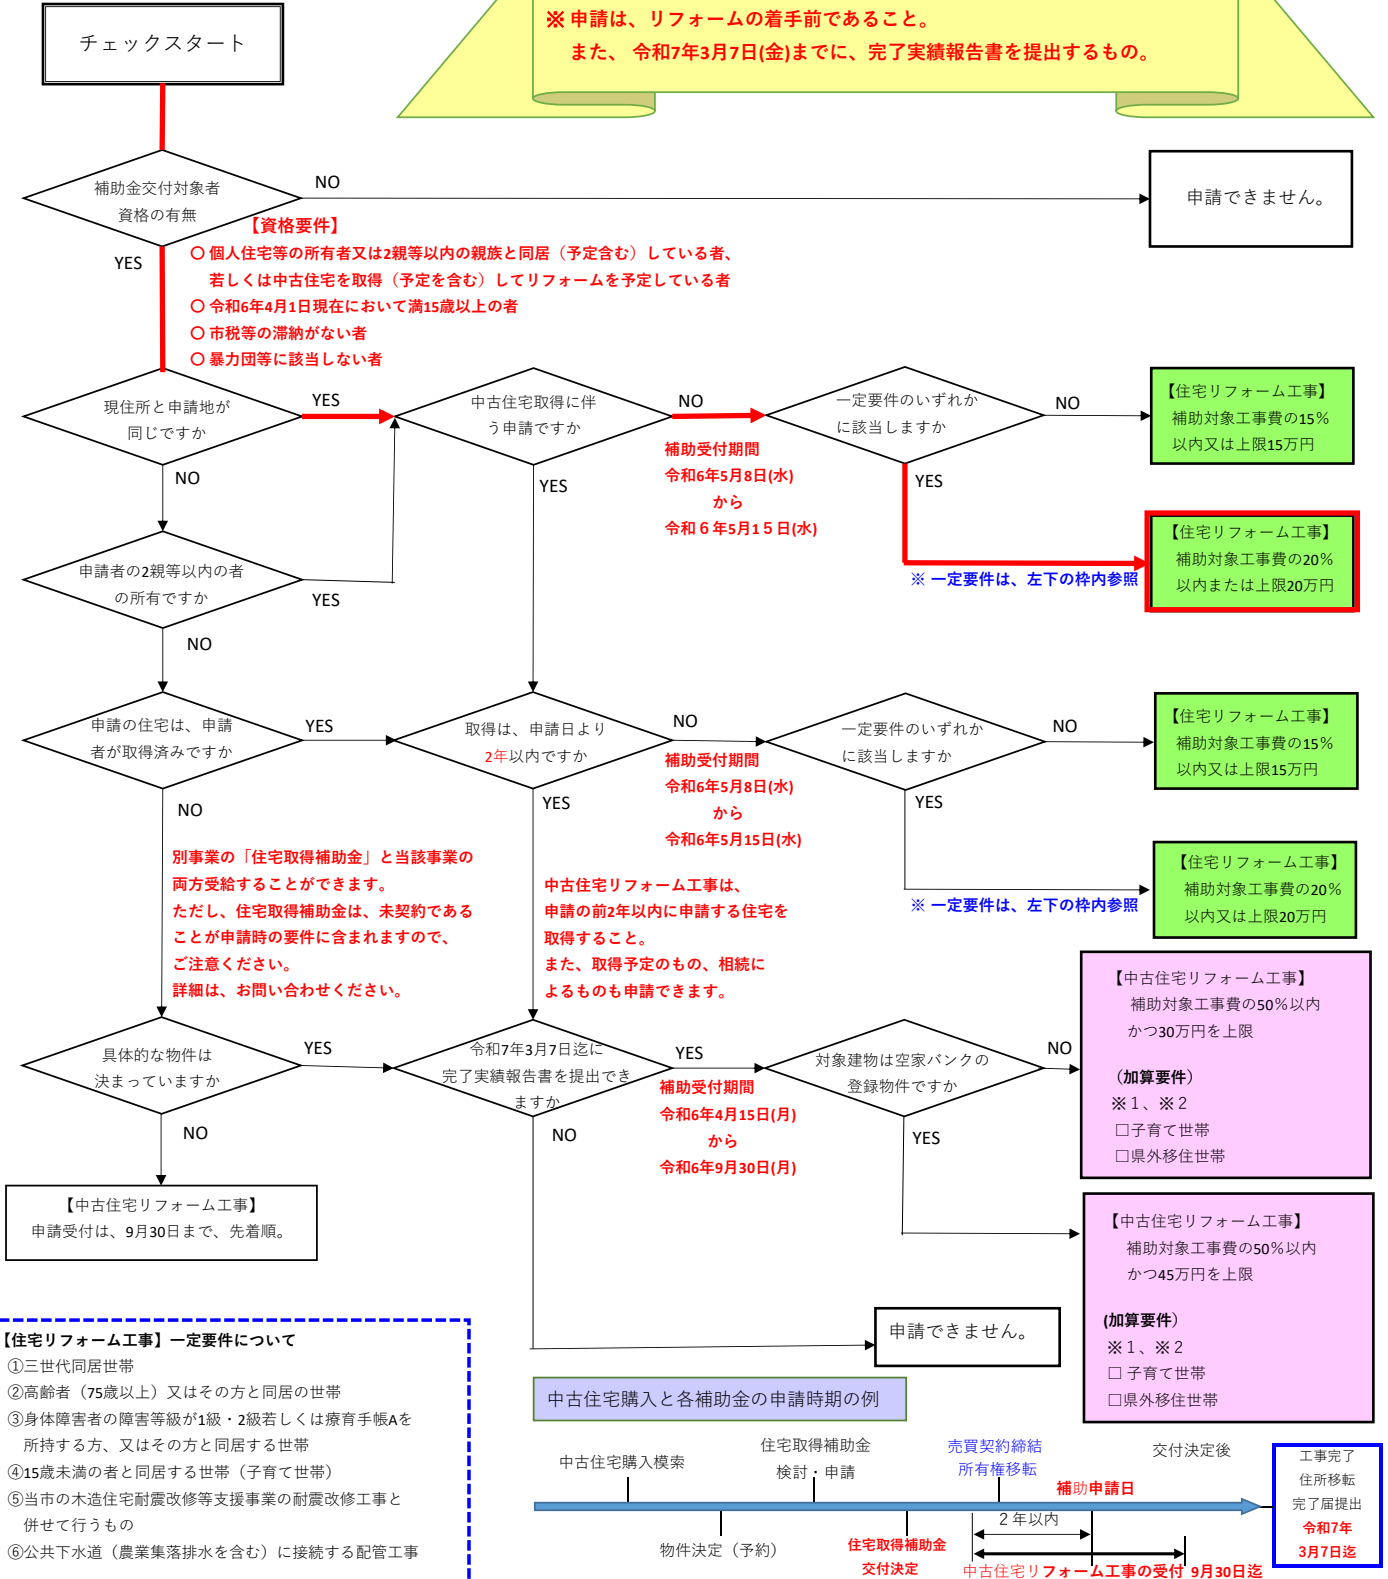 チェックスタート
※ 申請は、リフォームの着手前であること。
また、 令和7年3月7日(金)までに、完了実績報告書を提出するもの。
補助金交付対象者
資格の有無
NO
申請できません。
YES
【資格要件】
〇 個人住宅等の所有者又は2親等以内の親族と同居（予定含む）している者、
若しくは中古住宅を取得（予定を含む）してリフォームを予定している者
〇 令和6年4月1日現在において満15歳以上の者
〇 市税等の滞納がない者
〇 暴力団等に該当しない者
現住所と申請地が
同じですか
YES
NO
中古住宅取得に伴
う申請ですか
NO
YES
補助受付期間
令和6年5月8日(水)
から
令和６年5月1５日(水)
一定要件のいずれか
に該当しますか
NO
YES
【住宅リフォーム工事】
補助対象工事費の15%
以内又は上限15万円
※ 一定要件は、左下の枠内参照
【住宅リフォーム工事】
補助対象工事費の20%
以内または上限20万円
申請者の2親等以内の者
の所有ですか
YES
NO
申請の住宅は、申請
者が取得済みですか
YES
NO
取得は、申請日より
2年以内ですか
NO
YES
補助受付期間
令和6年5月8日(水)
から
令和6年5月15日(水)
一定要件のいずれか
に該当しますか
NO
YES
【住宅リフォーム工事】
補助対象工事費の15%
以内又は上限15万円
※ 一定要件は、左下の枠内参照
【住宅リフォーム工事】
補助対象工事費の20%
以内又は上限20万円
別事業の「住宅取得補助金」と当該事業の
両方受給することができます。
ただし、住宅取得補助金は、未契約である
ことが申請時の要件に含まれますので、
ご注意ください。
詳細は、お問い合わせください。
中古住宅リフォーム工事は、
申請の前2年以内に申請する住宅を
取得すること。
また、取得予定のもの、相続に
よるものも申請できます。
具体的な物件は
決まっていますか
YES
NO
令和7年3月7日迄に
完了実績報告書を提出でき
ますか
YES
NO
補助受付期間
令和6年4月15日(月)
から
令和6年9月30日(月)
対象建物は空家バンクの
登録物件ですか
NO
YES
【中古住宅リフォーム工事】
補助対象工事費の50%以内
かつ30万円を上限
（加算要件）
※１、※２
□子育て世帯
□県外移住世帯
【中古住宅リフォーム工事】
申請受付は、9月30日まで、先着順。
【中古住宅リフォーム工事】
補助対象工事費の50%以内
かつ45万円を上限
(加算要件）
※１、※２
□ 子育て世帯
□県外移住世帯
申請できません。
【住宅リフォーム工事】一定要件について
①三世代同居世帯
②高齢者（75歳以上）又はその方と同居の世帯
③身体障害者の障害等級が1級・2級若しくは療育手帳Aを
所持する方、又はその方と同居する世帯
④15歳未満の者と同居する世帯（子育て世帯）
⑤当市の木造住宅耐震改修等支援事業の耐震改修工事と
併せて行うもの
⑥公共下水道（農業集落排水を含む）に接続する配管工事
中古住宅購入と各補助金の申請時期の例
中古住宅購入模索
住宅取得補助金
検討・申請
売買契約締結
所有権移転
補助申請日
交付決定後
工事完了
住所移転
完了届提出
令和7年
3月7日迄
２年以内
物件決定（予約）
住宅取得補助金
交付決定
中古住宅リフォーム工事の受付 9月30日迄